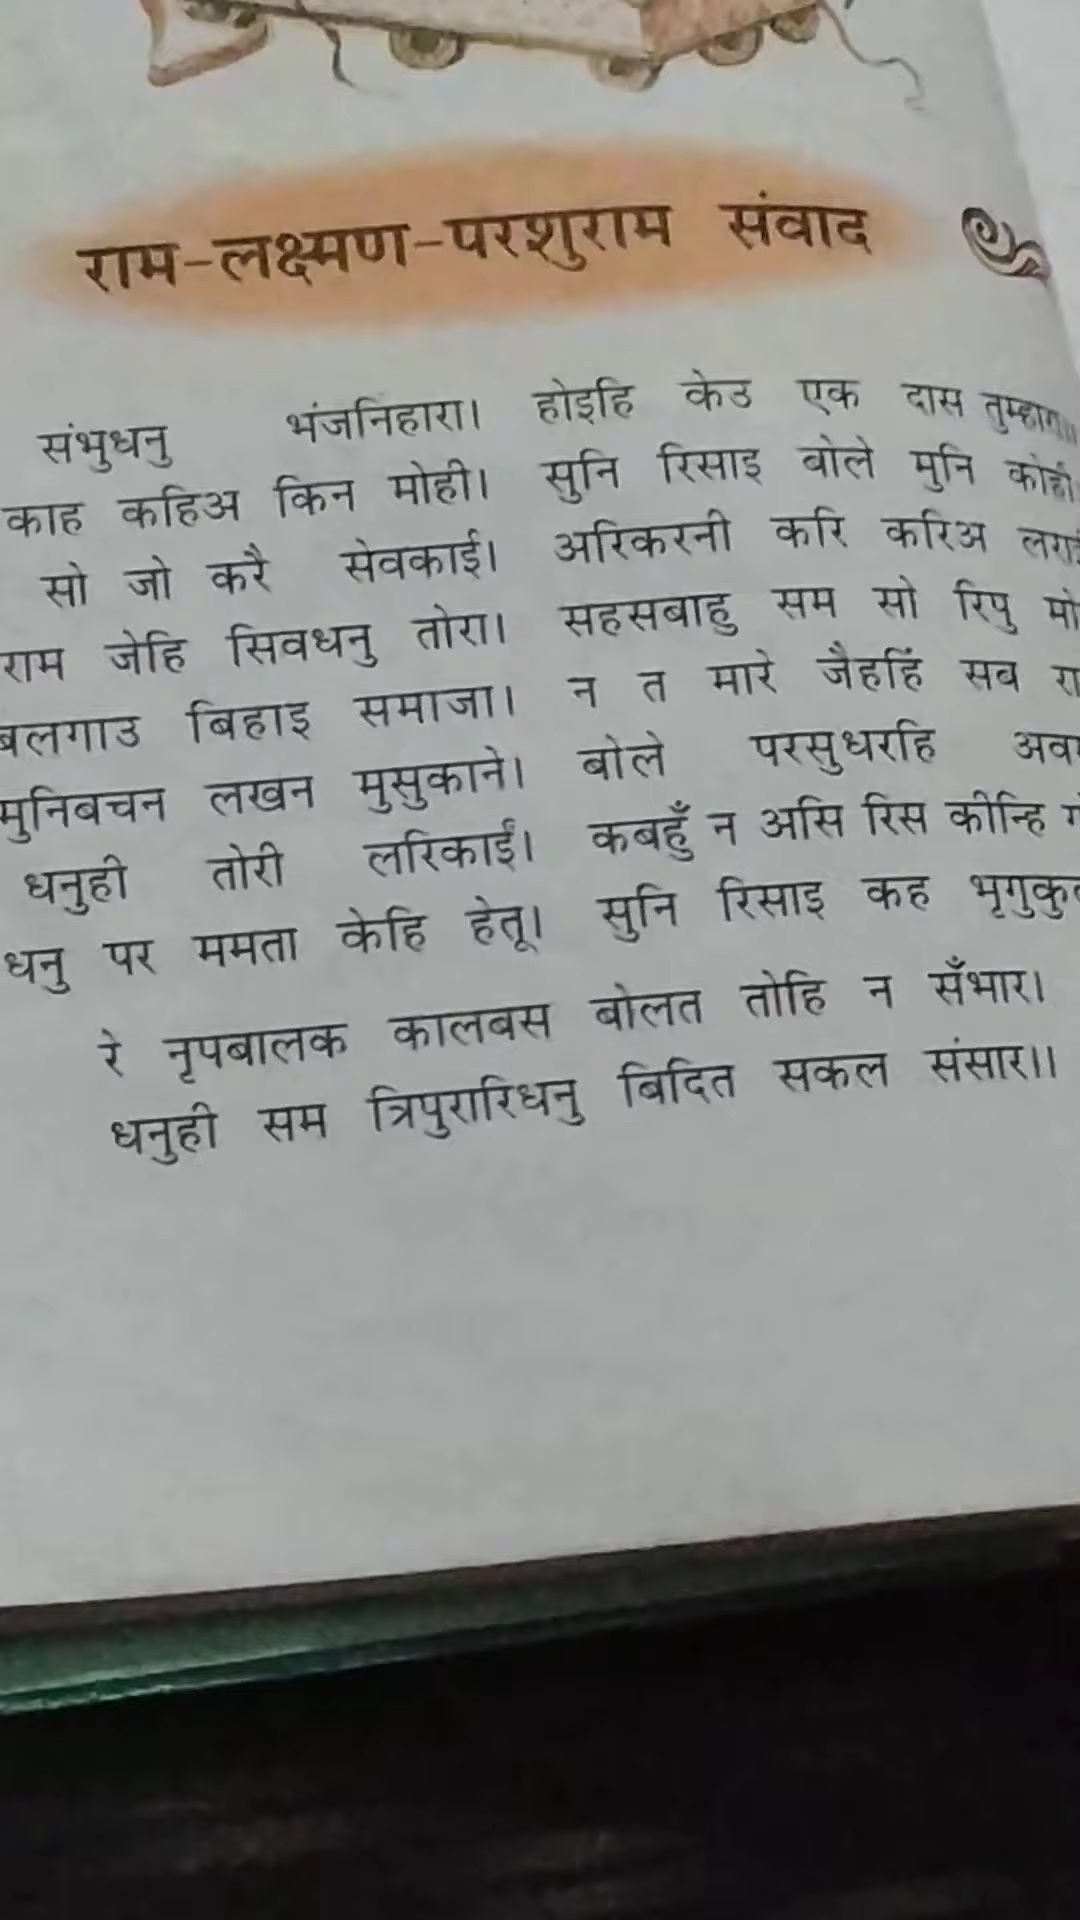 राम-लक्ष्मण-परशुराम संवाद
संभुधनु भंजनिहारा। होइहि केउ एक दास तुम्हारा॥
काह कहिअ किन मोही। सुनि रिसाइ बोले मुनि कोही
सो जो करै सेवकाई। अरिकरनी करि करिअ
राम जेहि सिवधनु तोरा। सहसबाहु सम सो रिपु
बिहाइ समाजा। न त मारे जैहहिं सब
मुनिबचन लखन मुसुकाने। बोले परसुधरहि
धनुही तोरी लरिकाईं। कबहुँ न असि रिस कीन्हि
धनु पर ममता केहि हेतू। सुनि रिसाइ कह
रे नृपबालक कालबस बोलत तोहि न सँभार।
धनुही सम त्रिपुरारिधनु बिदित सकल संसार॥